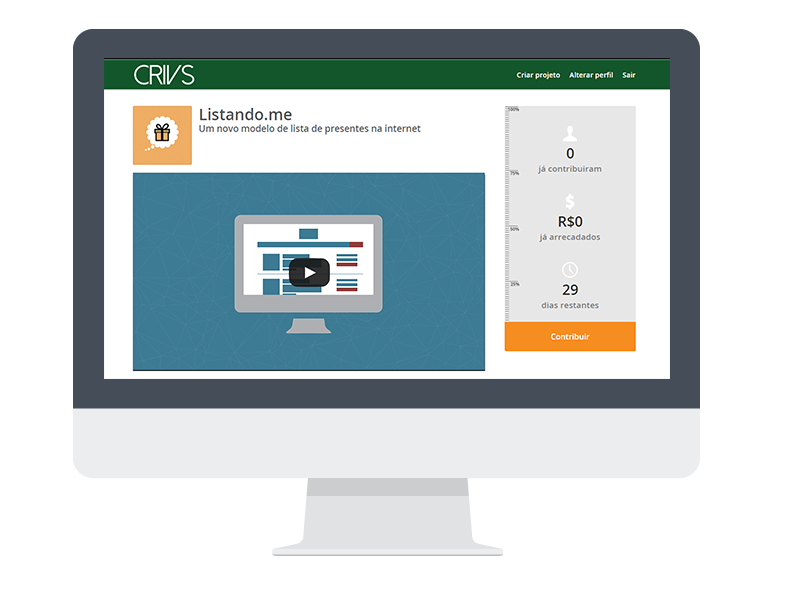 CRIVS
Criar projeto Alterar perfil Sair
Listando.me
Um novo modelo de lista de presentes na internet
100%
0
já contribuiram
75%
R$0
50%
já arrecadados
25%
29
dias restantes
Contribuir